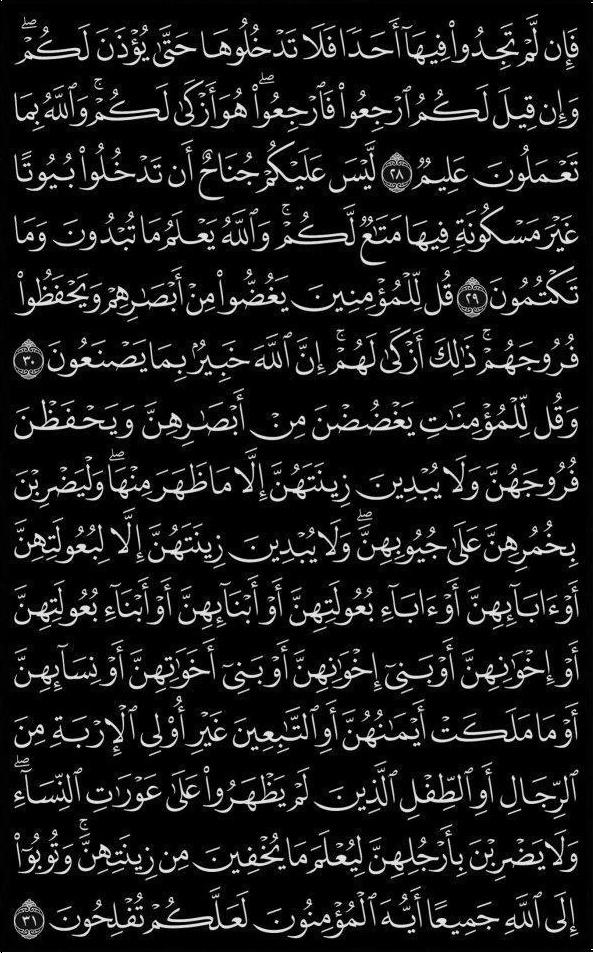 فَإِن لَّمْ تَجِدُوا۟ فِيهَآ أَحَدًا فَلَا تَدْخُلُوهَا حَتَّىٰ يُؤْذَنَ لَكُمْ ۖ
وَإِن قِيلَ لَكُمُ ٱرْجِعُوا۟ فَٱرْجِعُوا۟ ۖ هُوَ أَزْكَىٰ لَكُمْ ۚ وَٱللَّهُ بِمَا
تَعْمَلُونَ عَلِيمٌ ٢٨ لَّيْسَ عَلَيْكُمْ جُنَاحٌ أَن تَدْخُلُوا۟ بُيُوتًا
غَيْرَ مَسْكُونَةٍ فِيهَا مَتَـٰعٌ لَّكُمْ ۚ وَٱللَّهُ يَعْلَمُ مَا تُبْدُونَ وَمَا
تَكْتُمُونَ ٢٩ قُل لِّلْمُؤْمِنِينَ يَغُضُّوا۟ مِنْ أَبْصَـٰرِهِمْ وَيَحْفَظُوا۟
فُرُوجَهُمْ ۚ ذَٰلِكَ أَزْكَىٰ لَهُمْ ۗ إِنَّ ٱللَّهَ خَبِيرٌۢ بِمَا يَصْنَعُونَ ٣٠
وَقُل لِّلْمُؤْمِنَـٰتِ يَغْضُضْنَ مِنْ أَبْصَـٰرِهِنَّ وَيَحْفَظْنَ
فُرُوجَهُنَّ وَلَا يُبْدِينَ زِينَتَهُنَّ إِلَّا مَا ظَهَرَ مِنْهَا ۖ وَلْيَضْرِبْنَ
بِخُمُرِهِنَّ عَلَىٰ جُيُوبِهِنَّ ۖ وَلَا يُبْدِينَ زِينَتَهُنَّ إِلَّا لِبُعُولَتِهِنَّ
أَوْ ءَابَآئِهِنَّ أَوْ ءَابَآءِ بُعُولَتِهِنَّ أَوْ أَبْنَآئِهِنَّ أَوْ أَبْنَآءِ بُعُولَتِهِنَّ
أَوْ إِخْوَٰنِهِنَّ أَوْ بَنِىٓ إِخْوَٰنِهِنَّ أَوْ بَنِىٓ أَخَوَٰتِهِنَّ أَوْ نِسَآئِهِنَّ
أَوْ مَا مَلَكَتْ أَيْمَـٰنُهُنَّ أَوِ ٱلتَّـٰبِعِينَ غَيْرِ أُو۟لِى ٱلْإِرْبَةِ مِنَ
ٱلرِّجَالِ أَوِ ٱلطِّفْلِ ٱلَّذِينَ لَمْ يَظْهَرُوا۟ عَلَىٰ عَوْرَٰتِ ٱلنِّسَآءِ ۖ
وَلَا يَضْرِبْنَ بِأَرْجُلِهِنَّ لِيُعْلَمَ مَا يُخْفِينَ مِن زِينَتِهِنَّ ۚ وَتُوبُوٓا۟
إِلَى ٱللَّهِ جَمِيعًا أَيُّهَ ٱلْمُؤْمِنُونَ لَعَلَّكُمْ تُفْلِحُونَ ٣١